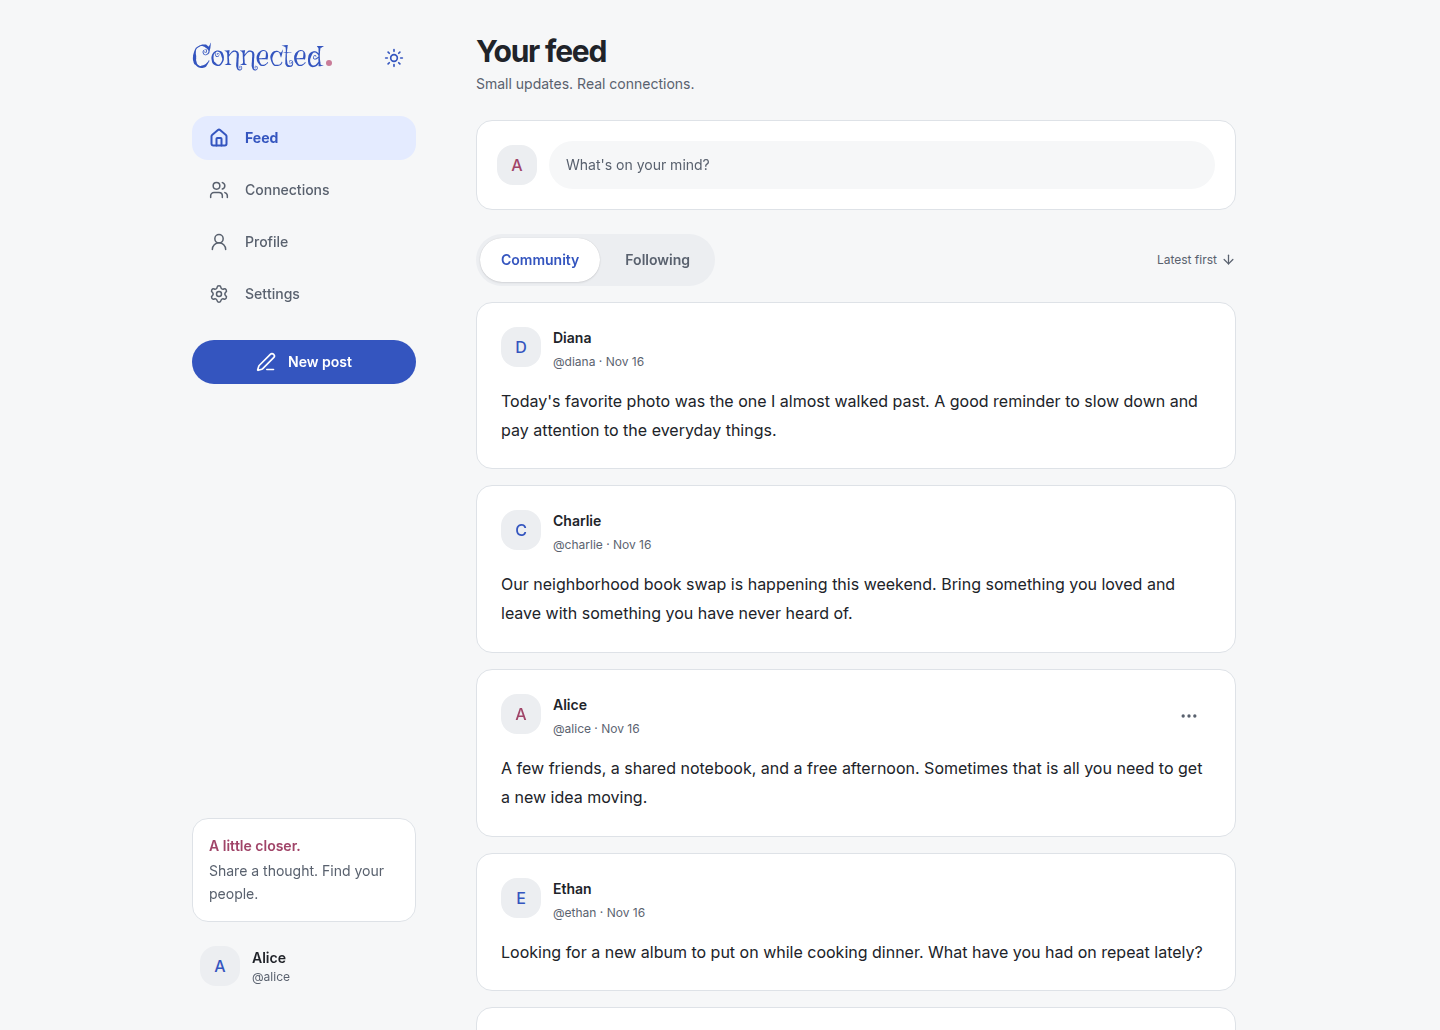 Connected.
Feed
Connections
Profile
Settings
New post
A little closer.
Share a thought. Find your
people.
A
Alice
@alice
Your feed
Small updates. Real connections.
A
What's on your mind?
Community
Following
Latest first
D
Diana
@diana · Nov 16
Today's favorite photo was the one I almost walked past. A good reminder to slow down and
pay attention to the everyday things.
C
Charlie
@charlie · Nov 16
Our neighborhood book swap is happening this weekend. Bring something you loved and
leave with something you have never heard of.
A
Alice
@alice · Nov 16
A few friends, a shared notebook, and a free afternoon. Sometimes that is all you need to get
a new idea moving.
E
Ethan
@ethan · Nov 16
Looking for a new album to put on while cooking dinner. What have you had on repeat lately?